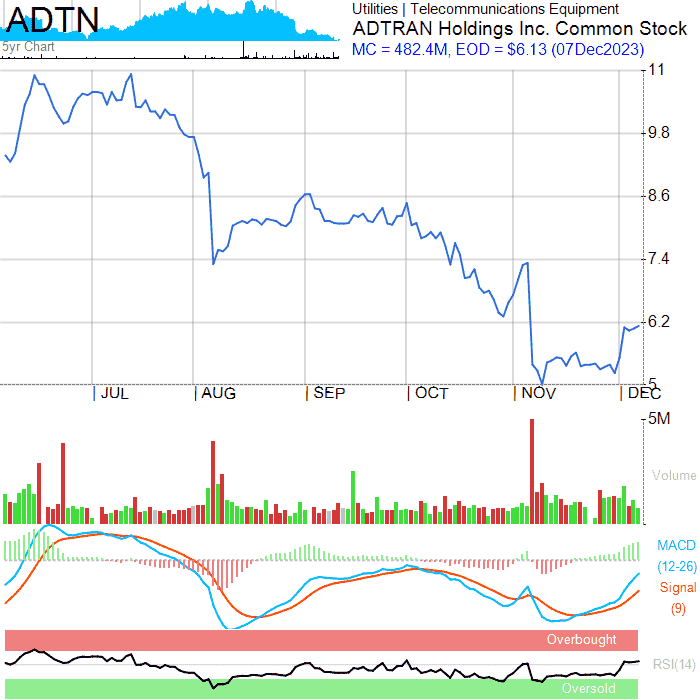 ADTN
5yr Chart
Utilities | Telecommunications Equipment
ADTRAN Holdings Inc. Common Stock
MC = 482.4M, EOD = $6.13 (07Dec2023)
11
9.8
8.6
7.4
6.2
5
JUL
AUG
SEP
OCT
NOV
DEC
5M
Volume
MACD
(12-26)
Signal
(9)
Overbought
RSI(14)
Oversold